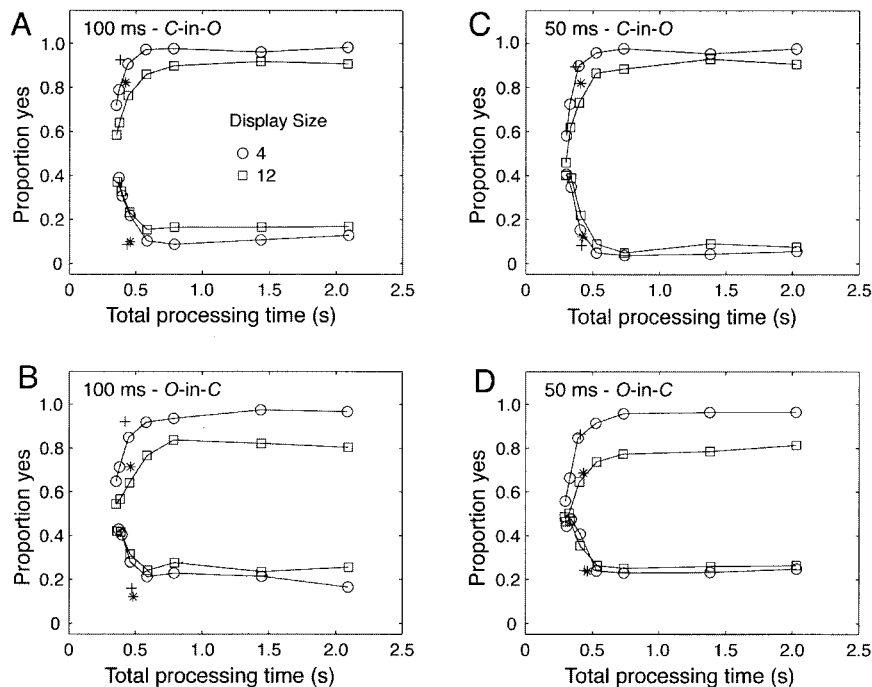 A
100 ms - C-in-O
Proportion yes
1.0
0.8
0.6
0.4
0.2
0
Display Size
4
12
0 0.5 1.0 1.5 2.0 2.5
Total processing time (s)
C
50 ms - C-in-O
Proportion yes
1.0
0.8
0.6
0.4
0.2
0
0 0.5 1.0 1.5 2.0 2.5
Total processing time (s)
B
100 ms - O-in-C
Proportion yes
1.0
0.8
0.6
0.4
0.2
0
0 0.5 1.0 1.5 2.0 2.5
Total processing time (s)
D
50 ms - O-in-C
Proportion yes
1.0
0.8
0.6
0.4
0.2
0
0 0.5 1.0 1.5 2.0 2.5
Total processing time (s)